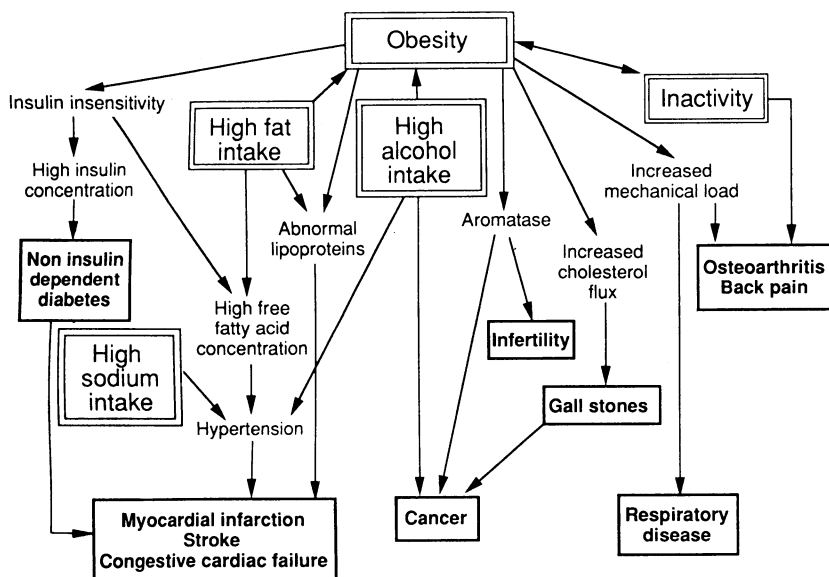 Obesity
Insulin insensitivity
High fat
intake
High
alcohol
intake
Inactivity
High insulin
concentration
Increased
mechanical load
Abnormal
lipoproteins
Aromatase
Increased
cholesterol
flux
Non insulin
dependent
diabetes
Osteoarthritis
Back pain
High free
fatty acid
concentration
High
sodium
intake
Infertility
Gall stones
Hypertension
Myocardial infarction
Stroke
Congestive cardiac failure
Cancer
Respiratory
disease